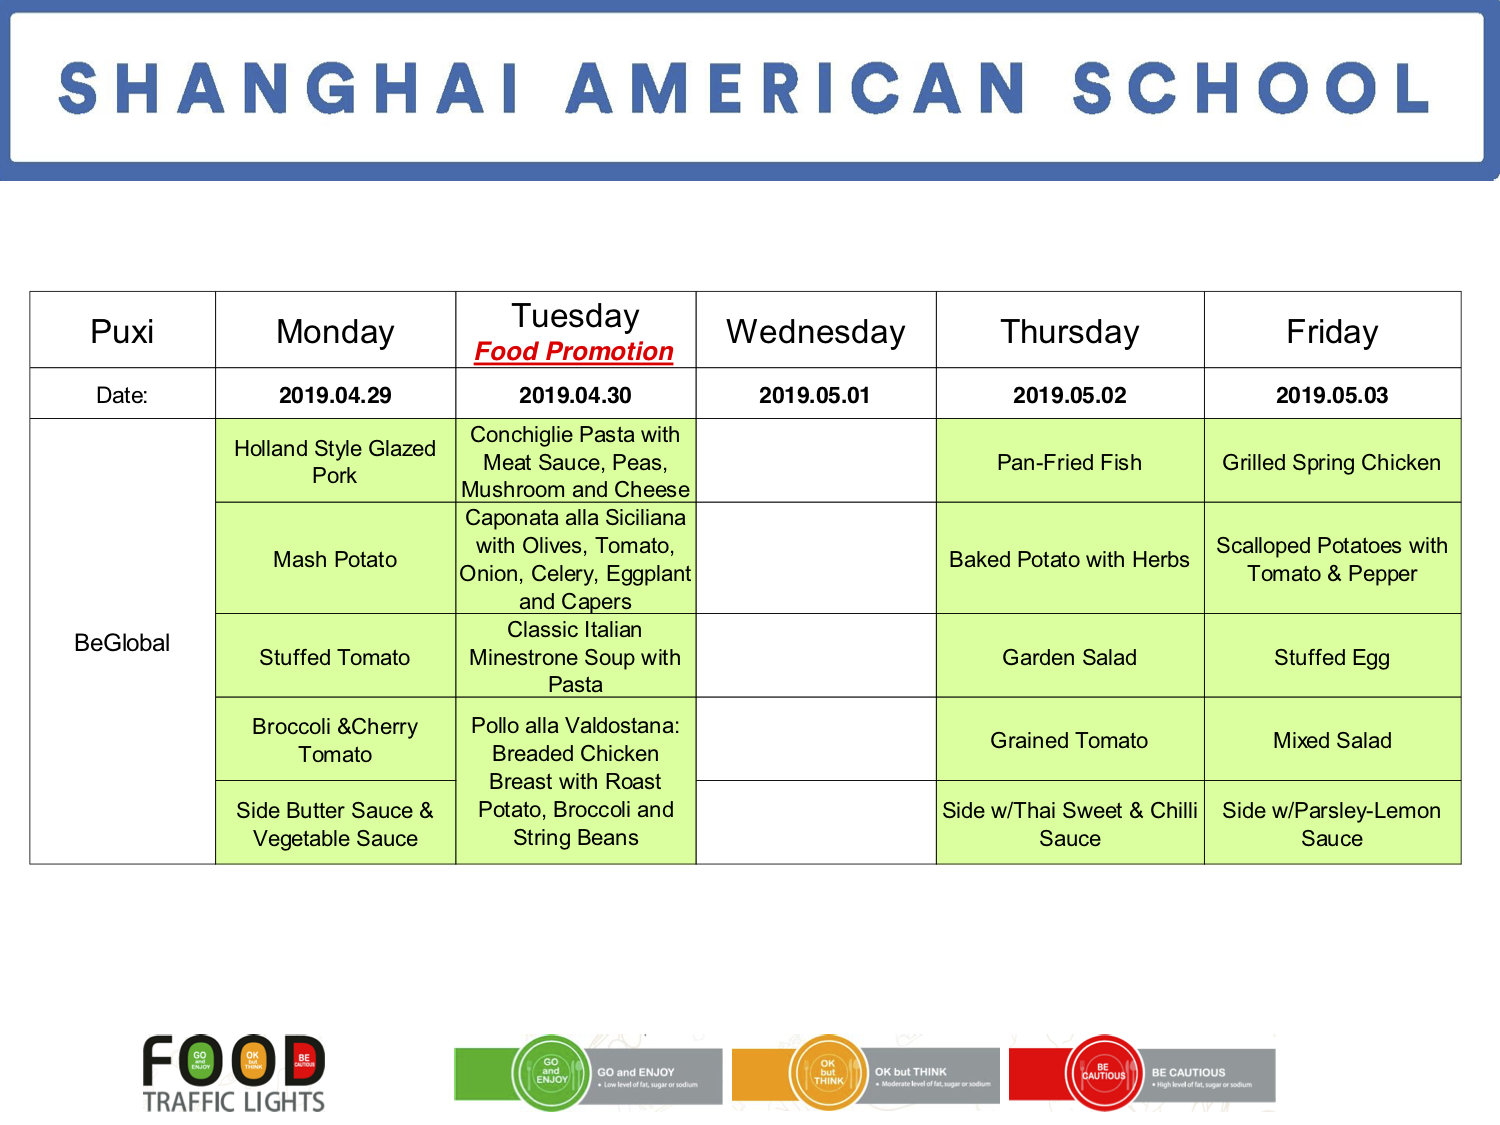 SHANGHAI AMERICAN SCHOOL
Puxi
Monday
Tuesday
Food Promotion
Wednesday
Thursday
Friday
Date:
2019.04.29
2019.04.30
2019.05.01
2019.05.02
2019.05.03
BeGlobal
Holland Style Glazed
Pork
Conchiglie Pasta with
Meat Sauce, Peas,
Mushroom and Cheese
Pan-Fried Fish
Grilled Spring Chicken
Mash Potato
Caponata alla Siciliana
with Olives, Tomato,
Onion, Celery, Eggplant
and Capers
Baked Potato with Herbs
Scalloped Potatoes with
Tomato & Pepper
Stuffed Tomato
Classic Italian
Minestrone Soup with
Pasta
Garden Salad
Stuffed Egg
Broccoli &Cherry
Tomato
Pollo alla Valdostana:
Breaded Chicken
Breast with Roast
Potato, Broccoli and
String Beans
Grained Tomato
Mixed Salad
Side Butter Sauce &
Vegetable Sauce
Side w/Thai Sweet & Chilli
Sauce
Side w/Parsley-Lemon
Sauce
FOOD
GO
and
ENJOY
OK
but
THINK
BE
CAUTIOUS
TRAFFIC LIGHTS
GO
and
ENJOY
GO and ENJOY
• Low level of fat, sugar or sodium
OK
but
THINK
OK but THINK
• Moderate level of fat, sugar or sodium
BE
CAUTIOUS
BE CAUTIOUS
• High level of fat, sugar or sodium